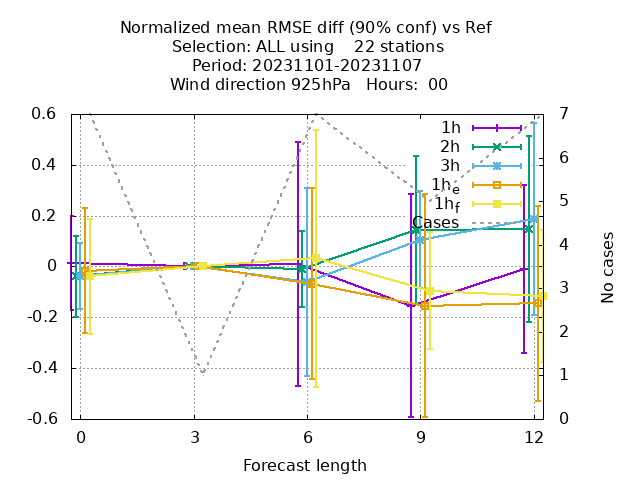 Normalized mean RMSE diff (90% conf) vs Ref
Selection: ALL using 22 stations
Period: 20231101-20231107
Wind direction 925hPa Hours: 00
0.6
0.4
0.2
0
-0.2
-0.4
-0.6
7
6
5
4
3
2
1
0
1h
2h
3h
1he
1hf
Cases
No cases
0 3 6 9 12
Forecast length